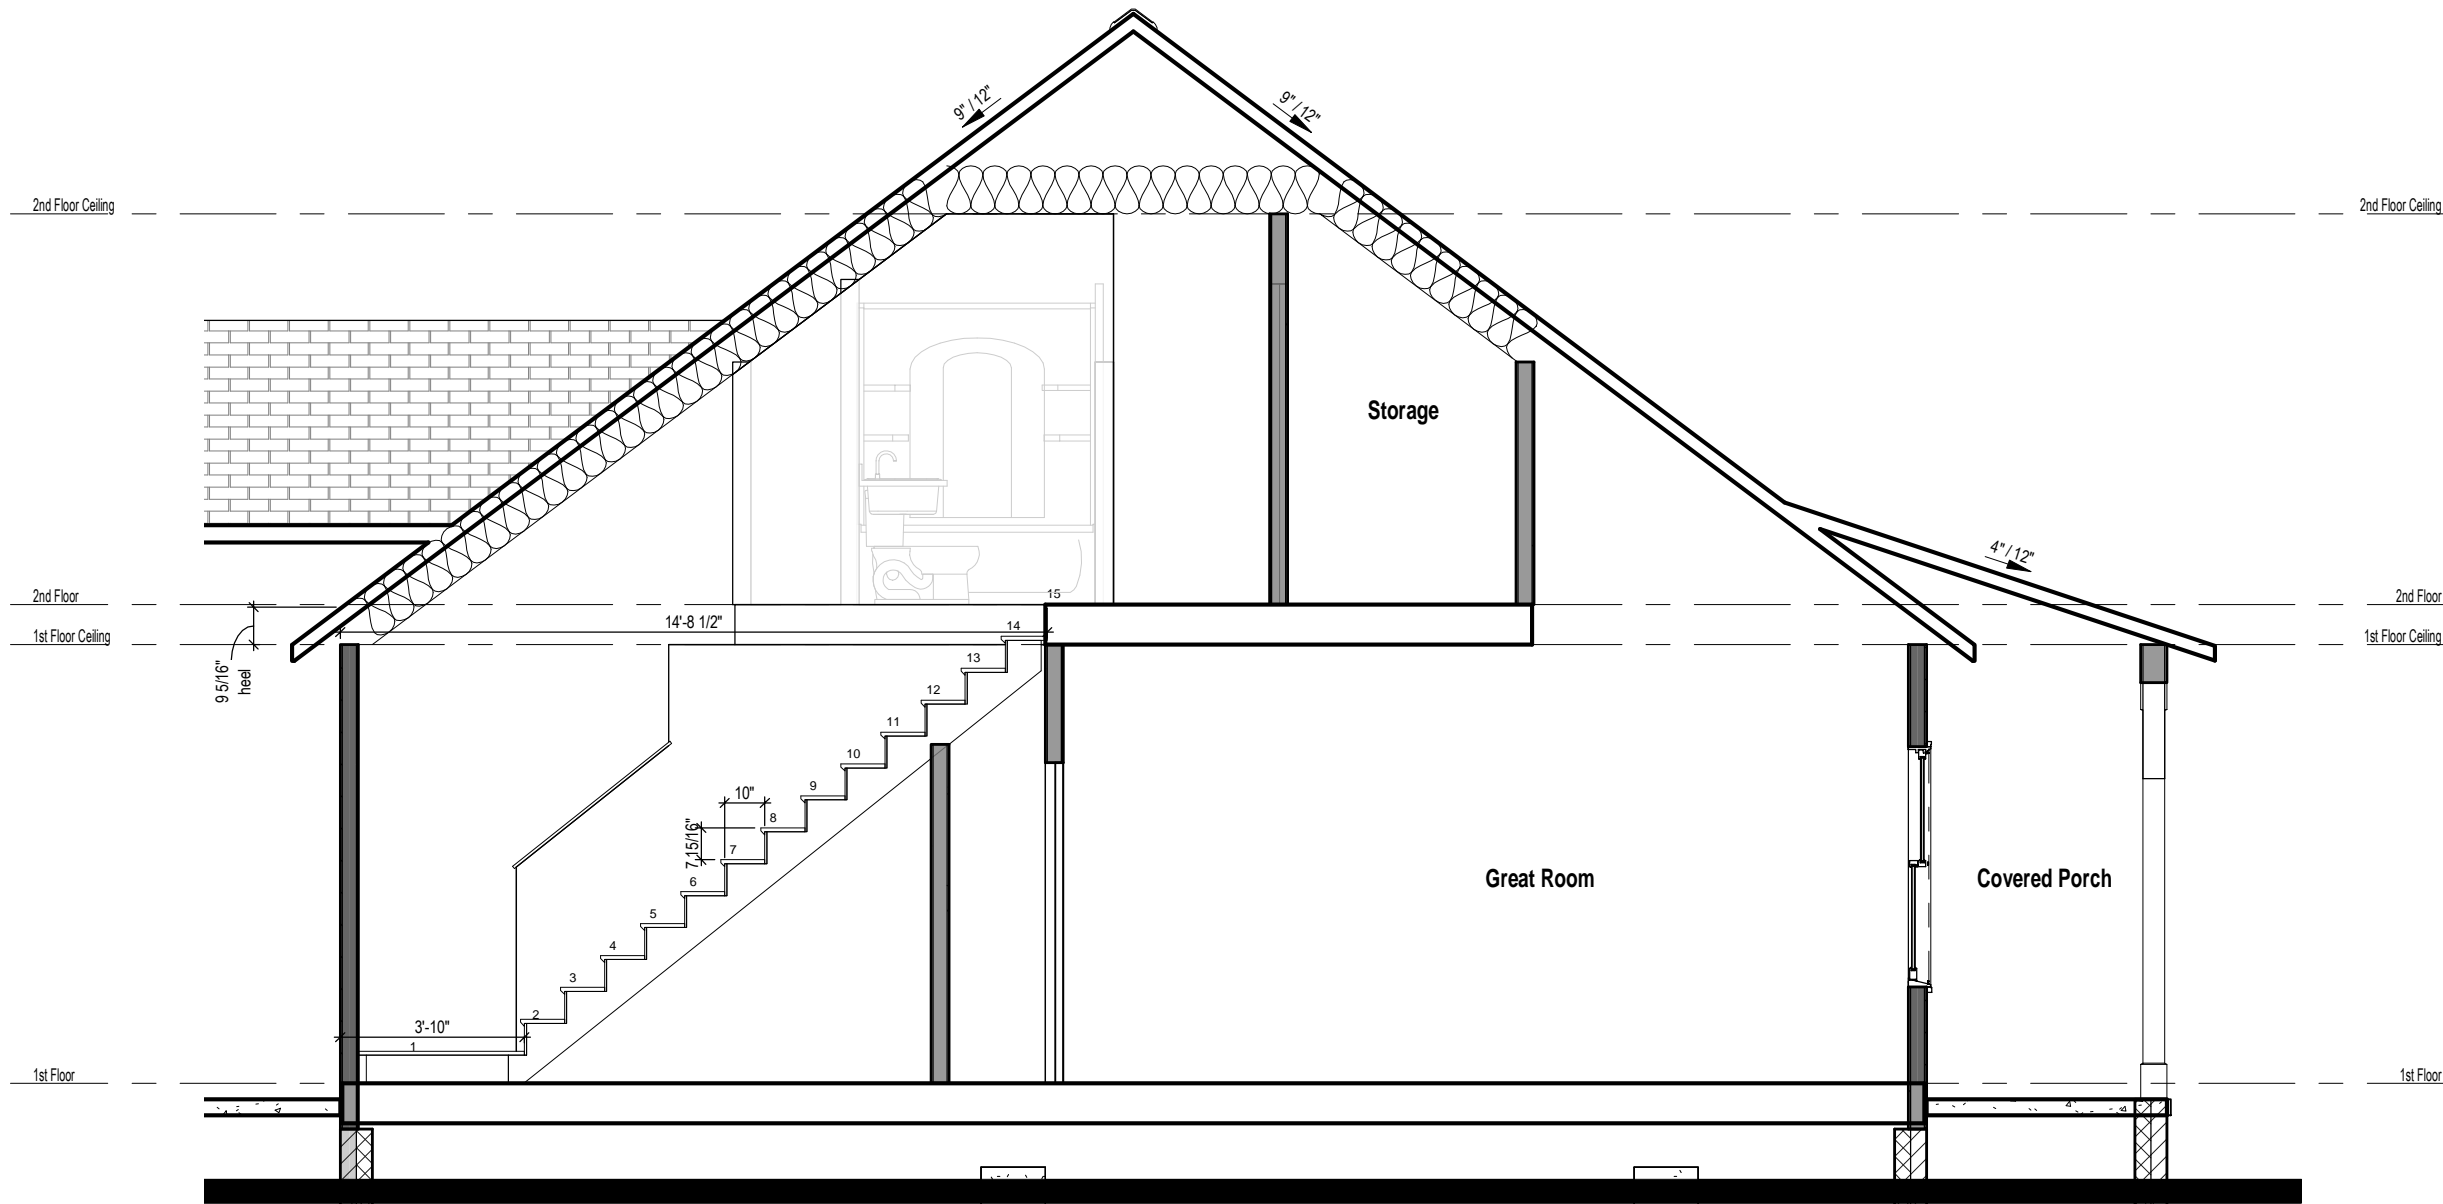 9" / 12"
9" / 12"
2nd Floor Ceiling
2nd Floor Ceiling
Storage
4" / 12"
2nd Floor
15
2nd Floor
14'-8 1/2"
14
1st Floor Ceiling
1st Floor Ceiling
9 5/16"
heel
13
12
11
10
10"
9
8
7 15/16"
7
Great Room
Covered Porch
6
5
4
3
2
3'-10"
1
1st Floor
1st Floor